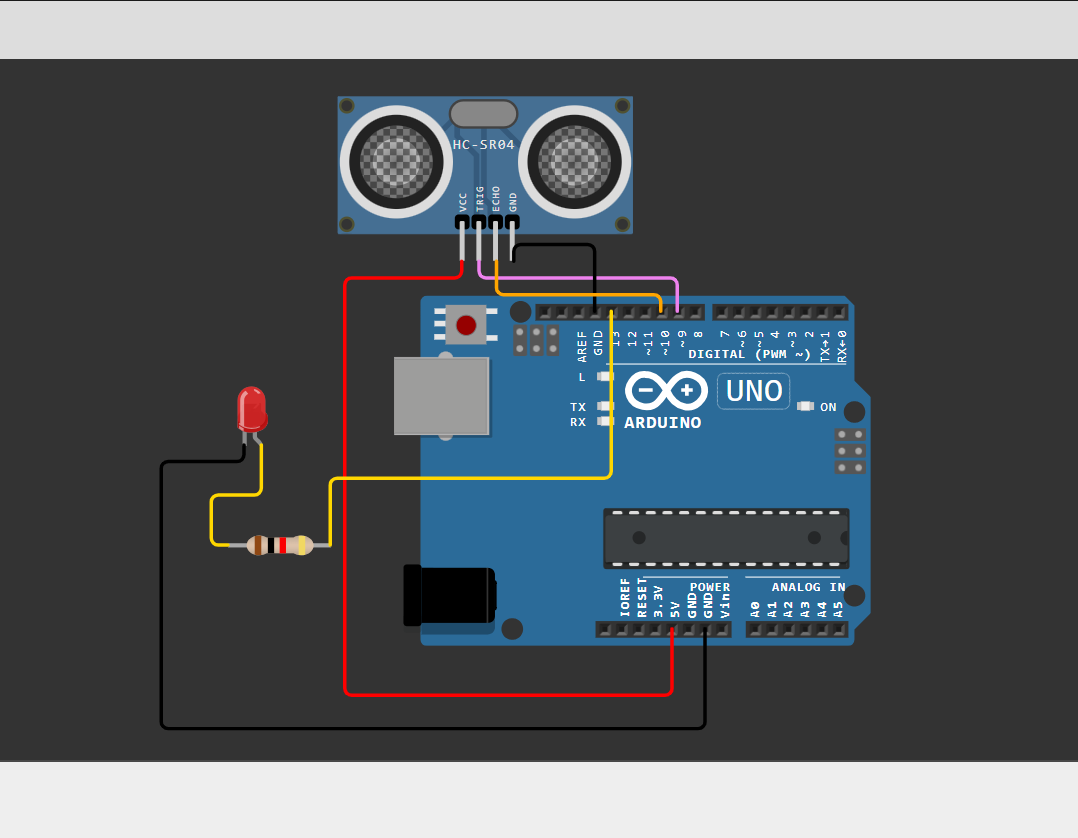 HC-SR04
VCC
TRIG
ECHO
GND
AREF
GND
13
12
~11
~10
~9
8
7
~6
~5
4
~3
2
TX→1
RX←0
DIGITAL (PWM ~)
L
TX
RX
UNO
ON
ARDUINO
POWER
ANALOG IN
IOREF
RESET
3.3V
5V
GND
GND
Vin
A0
A1
A2
A3
A4
A5